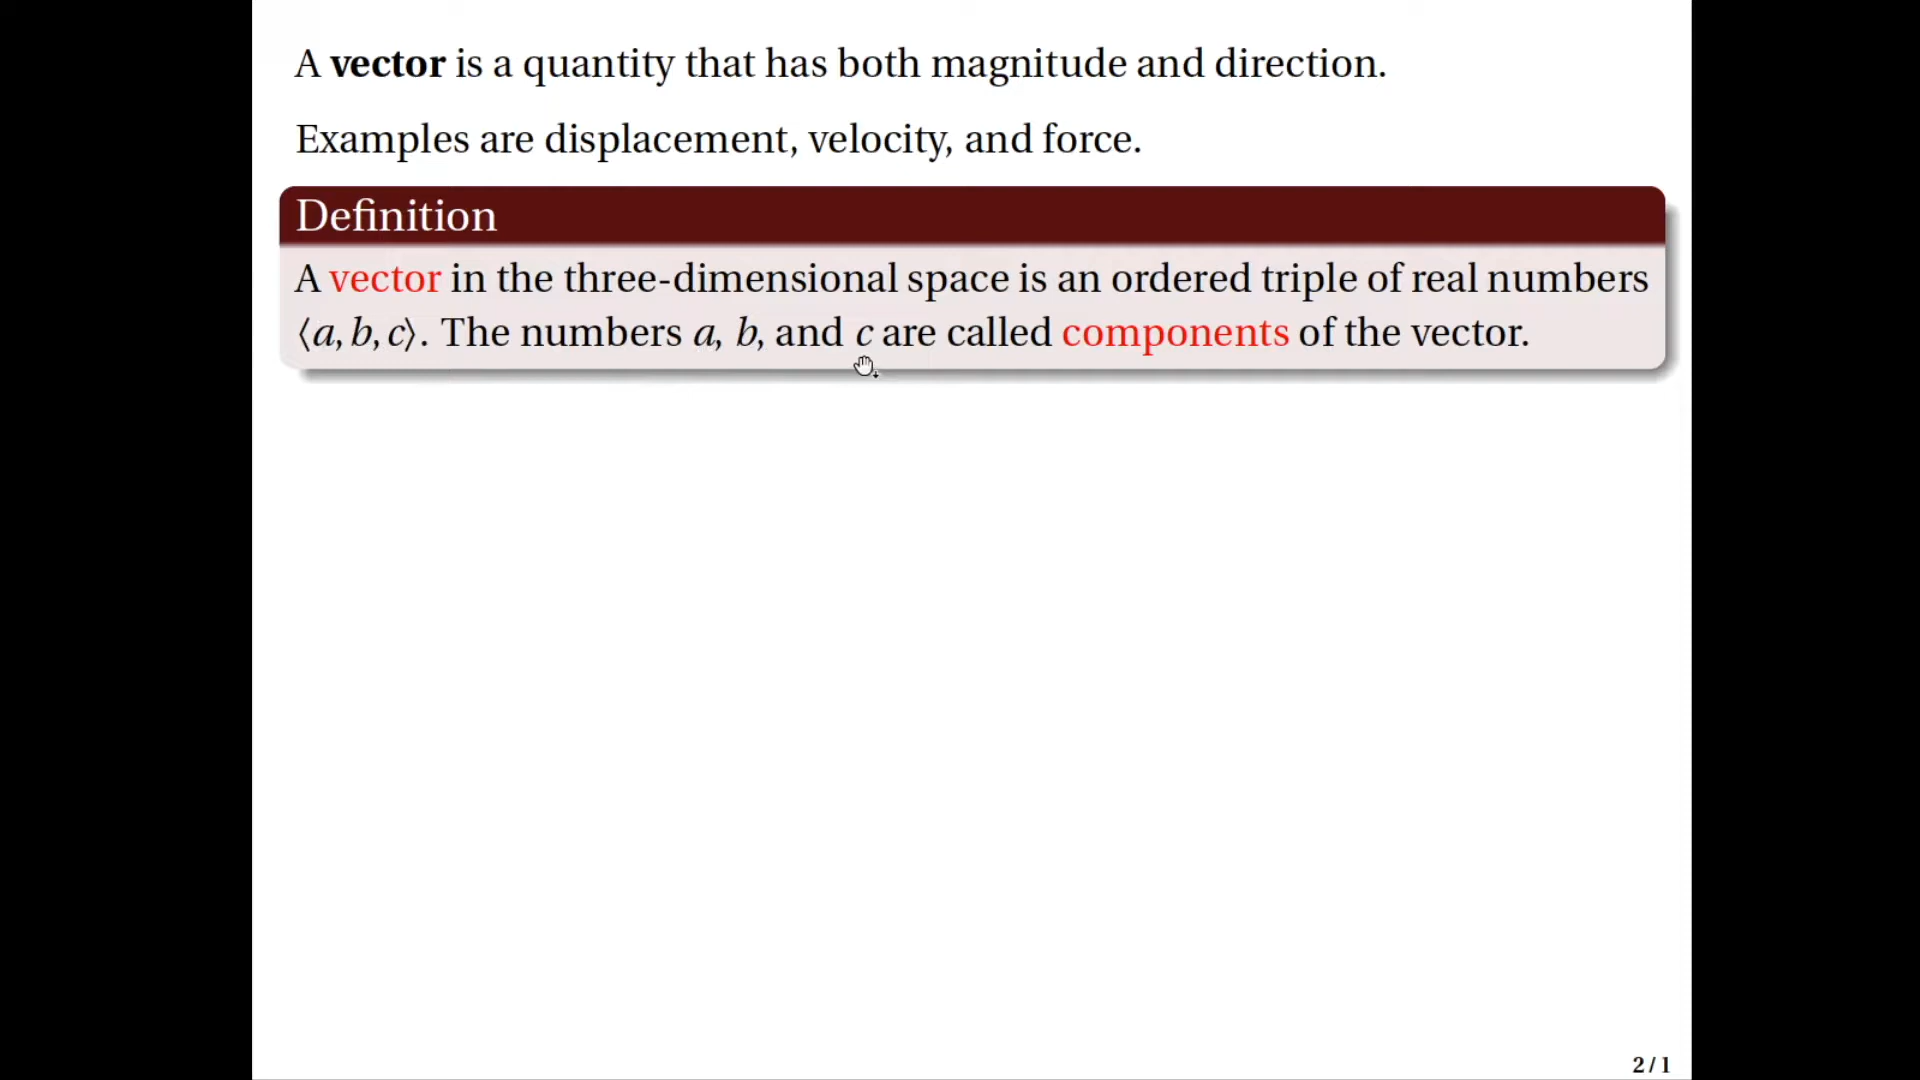 A vector is a quantity that has both magnitude and direction.
Examples are displacement, velocity, and force.
Definition
A vector in the three-dimensional space is an ordered triple of real numbers
⟨a, b, c⟩. The numbers a, b, and c are called components of the vector.
2 / 1